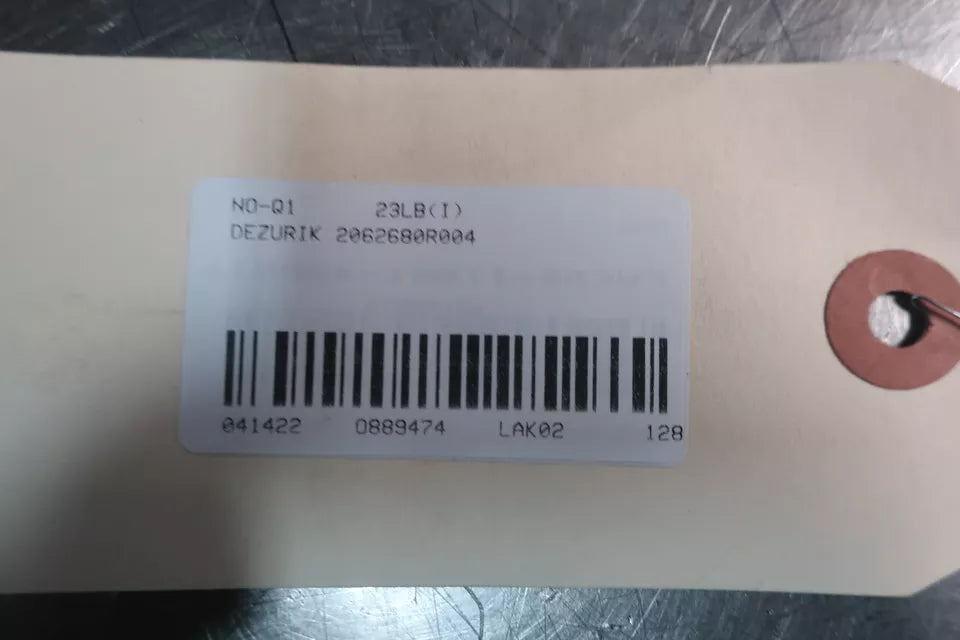 NO-Q1 23LB(I)
DEZURIK 2062680R004
041422 0889474 LAK02 128